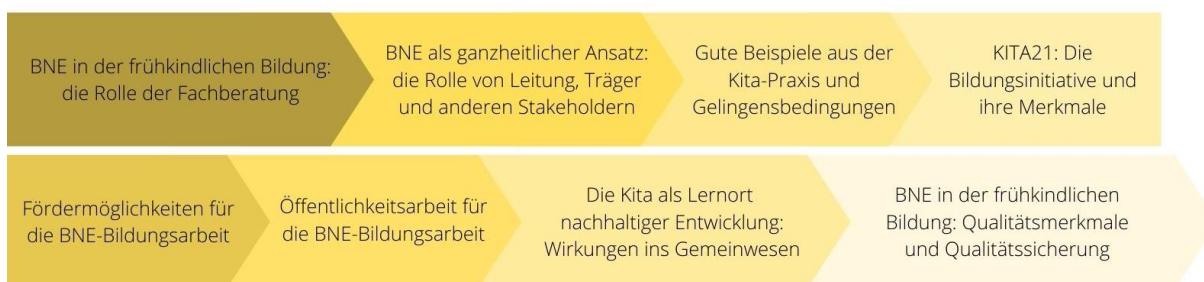 BNE in der frühkindlichen Bildung:
die Rolle der Fachberatung
BNE als ganzheitlicher Ansatz:
die Rolle von Leitung, Träger
und anderen Stakeholdern
Gute Beispiele aus der
Kita-Praxis und
Gelingensbedingungen
KITA21: Die
Bildungsinitiative und
ihre Merkmale
Fördermöglichkeiten für
die BNE-Bildungsarbeit
Öffentlichkeitsarbeit für
die BNE-Bildungsarbeit
Die Kita als Lernort
nachhaltiger Entwicklung:
Wirkungen ins Gemeinwesen
BNE in der frühkindlichen
Bildung: Qualitätsmerkmale
und Qualitätssicherung